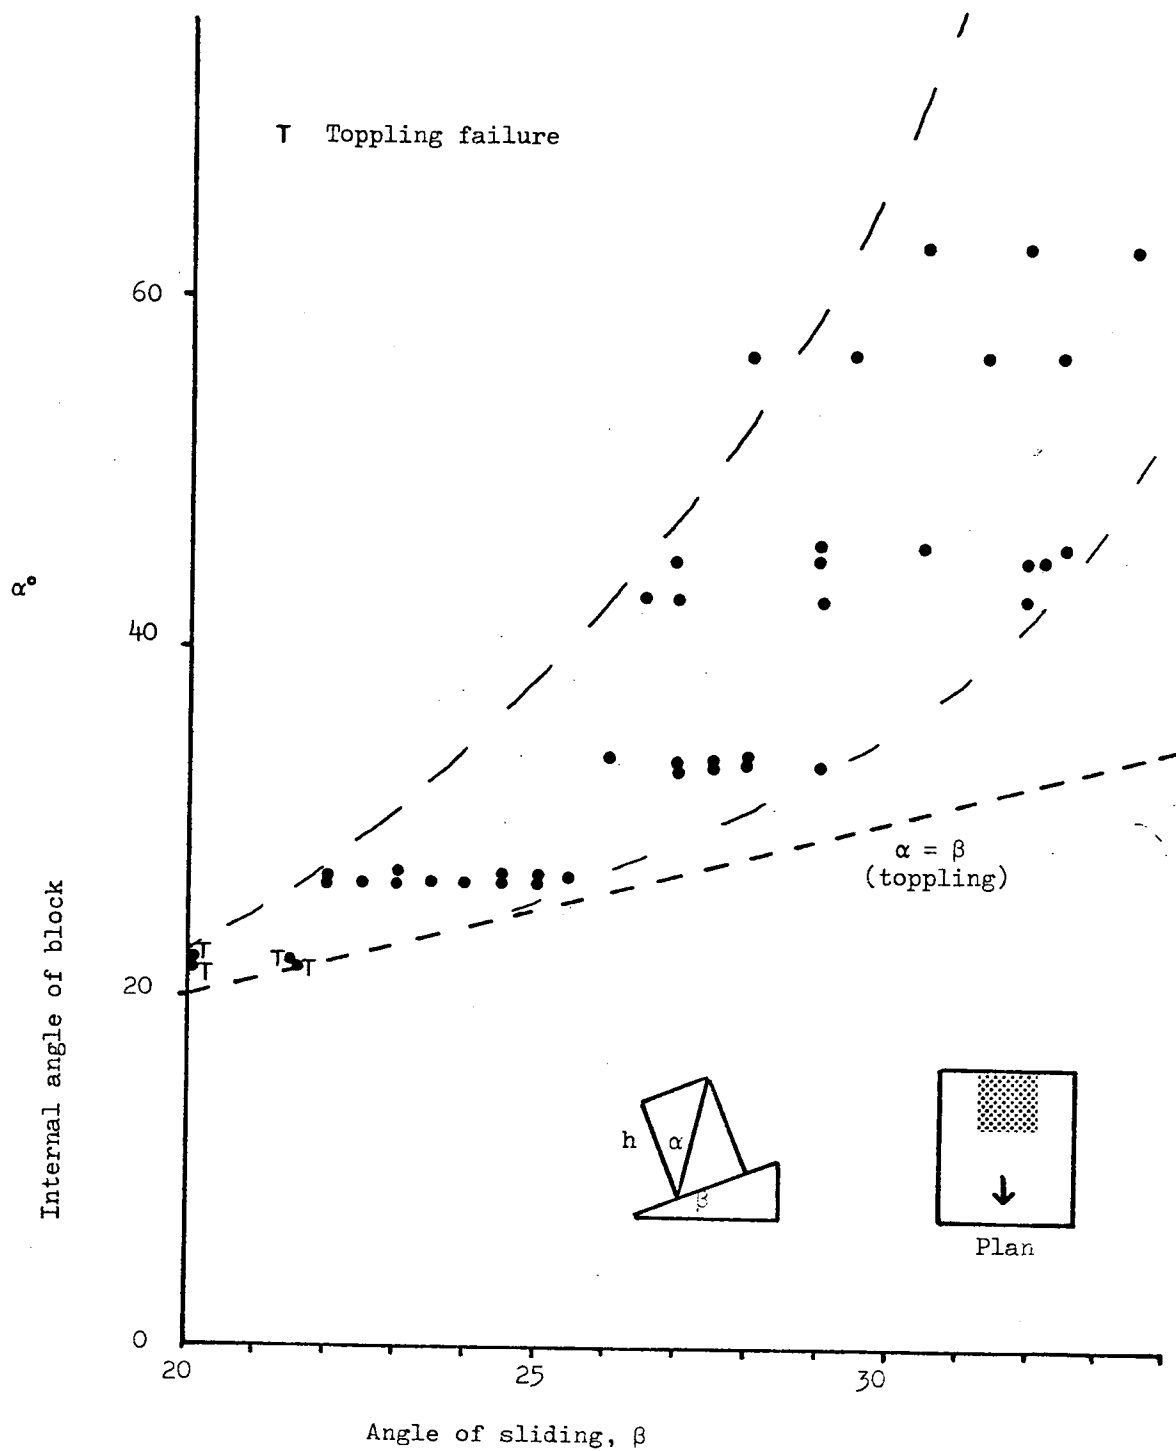 T Toppling failure
60
α°
40
α = β
(toppling)
Internal angle of block
T
T
T
T
20
h
α
β
Plan
0
20
25
30
Angle of sliding, β